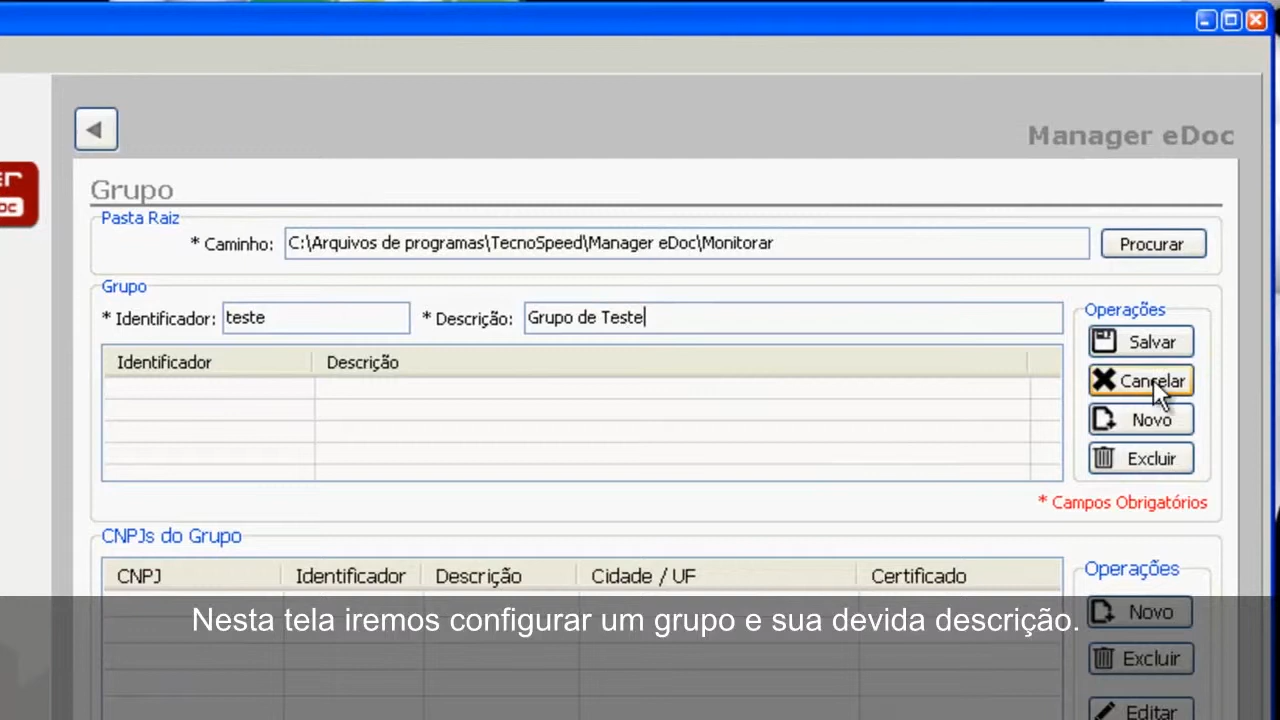 Manager eDoc
er
oc
Grupo
Pasta Raiz
* Caminho: C:\Arquivos de programas\TecnoSpeed\Manager eDoc\Monitorar Procurar
Grupo
* Identificador: teste * Descrição: Grupo de Teste
Operações
Identificador Descrição
Salvar
Cancelar
Novo
Excluir
* Campos Obrigatórios
CNPJs do Grupo
CNPJ Identificador Descrição Cidade / UF Certificado
Operações
Novo
Excluir
Editar
Nesta tela iremos configurar um grupo e sua devida descrição.